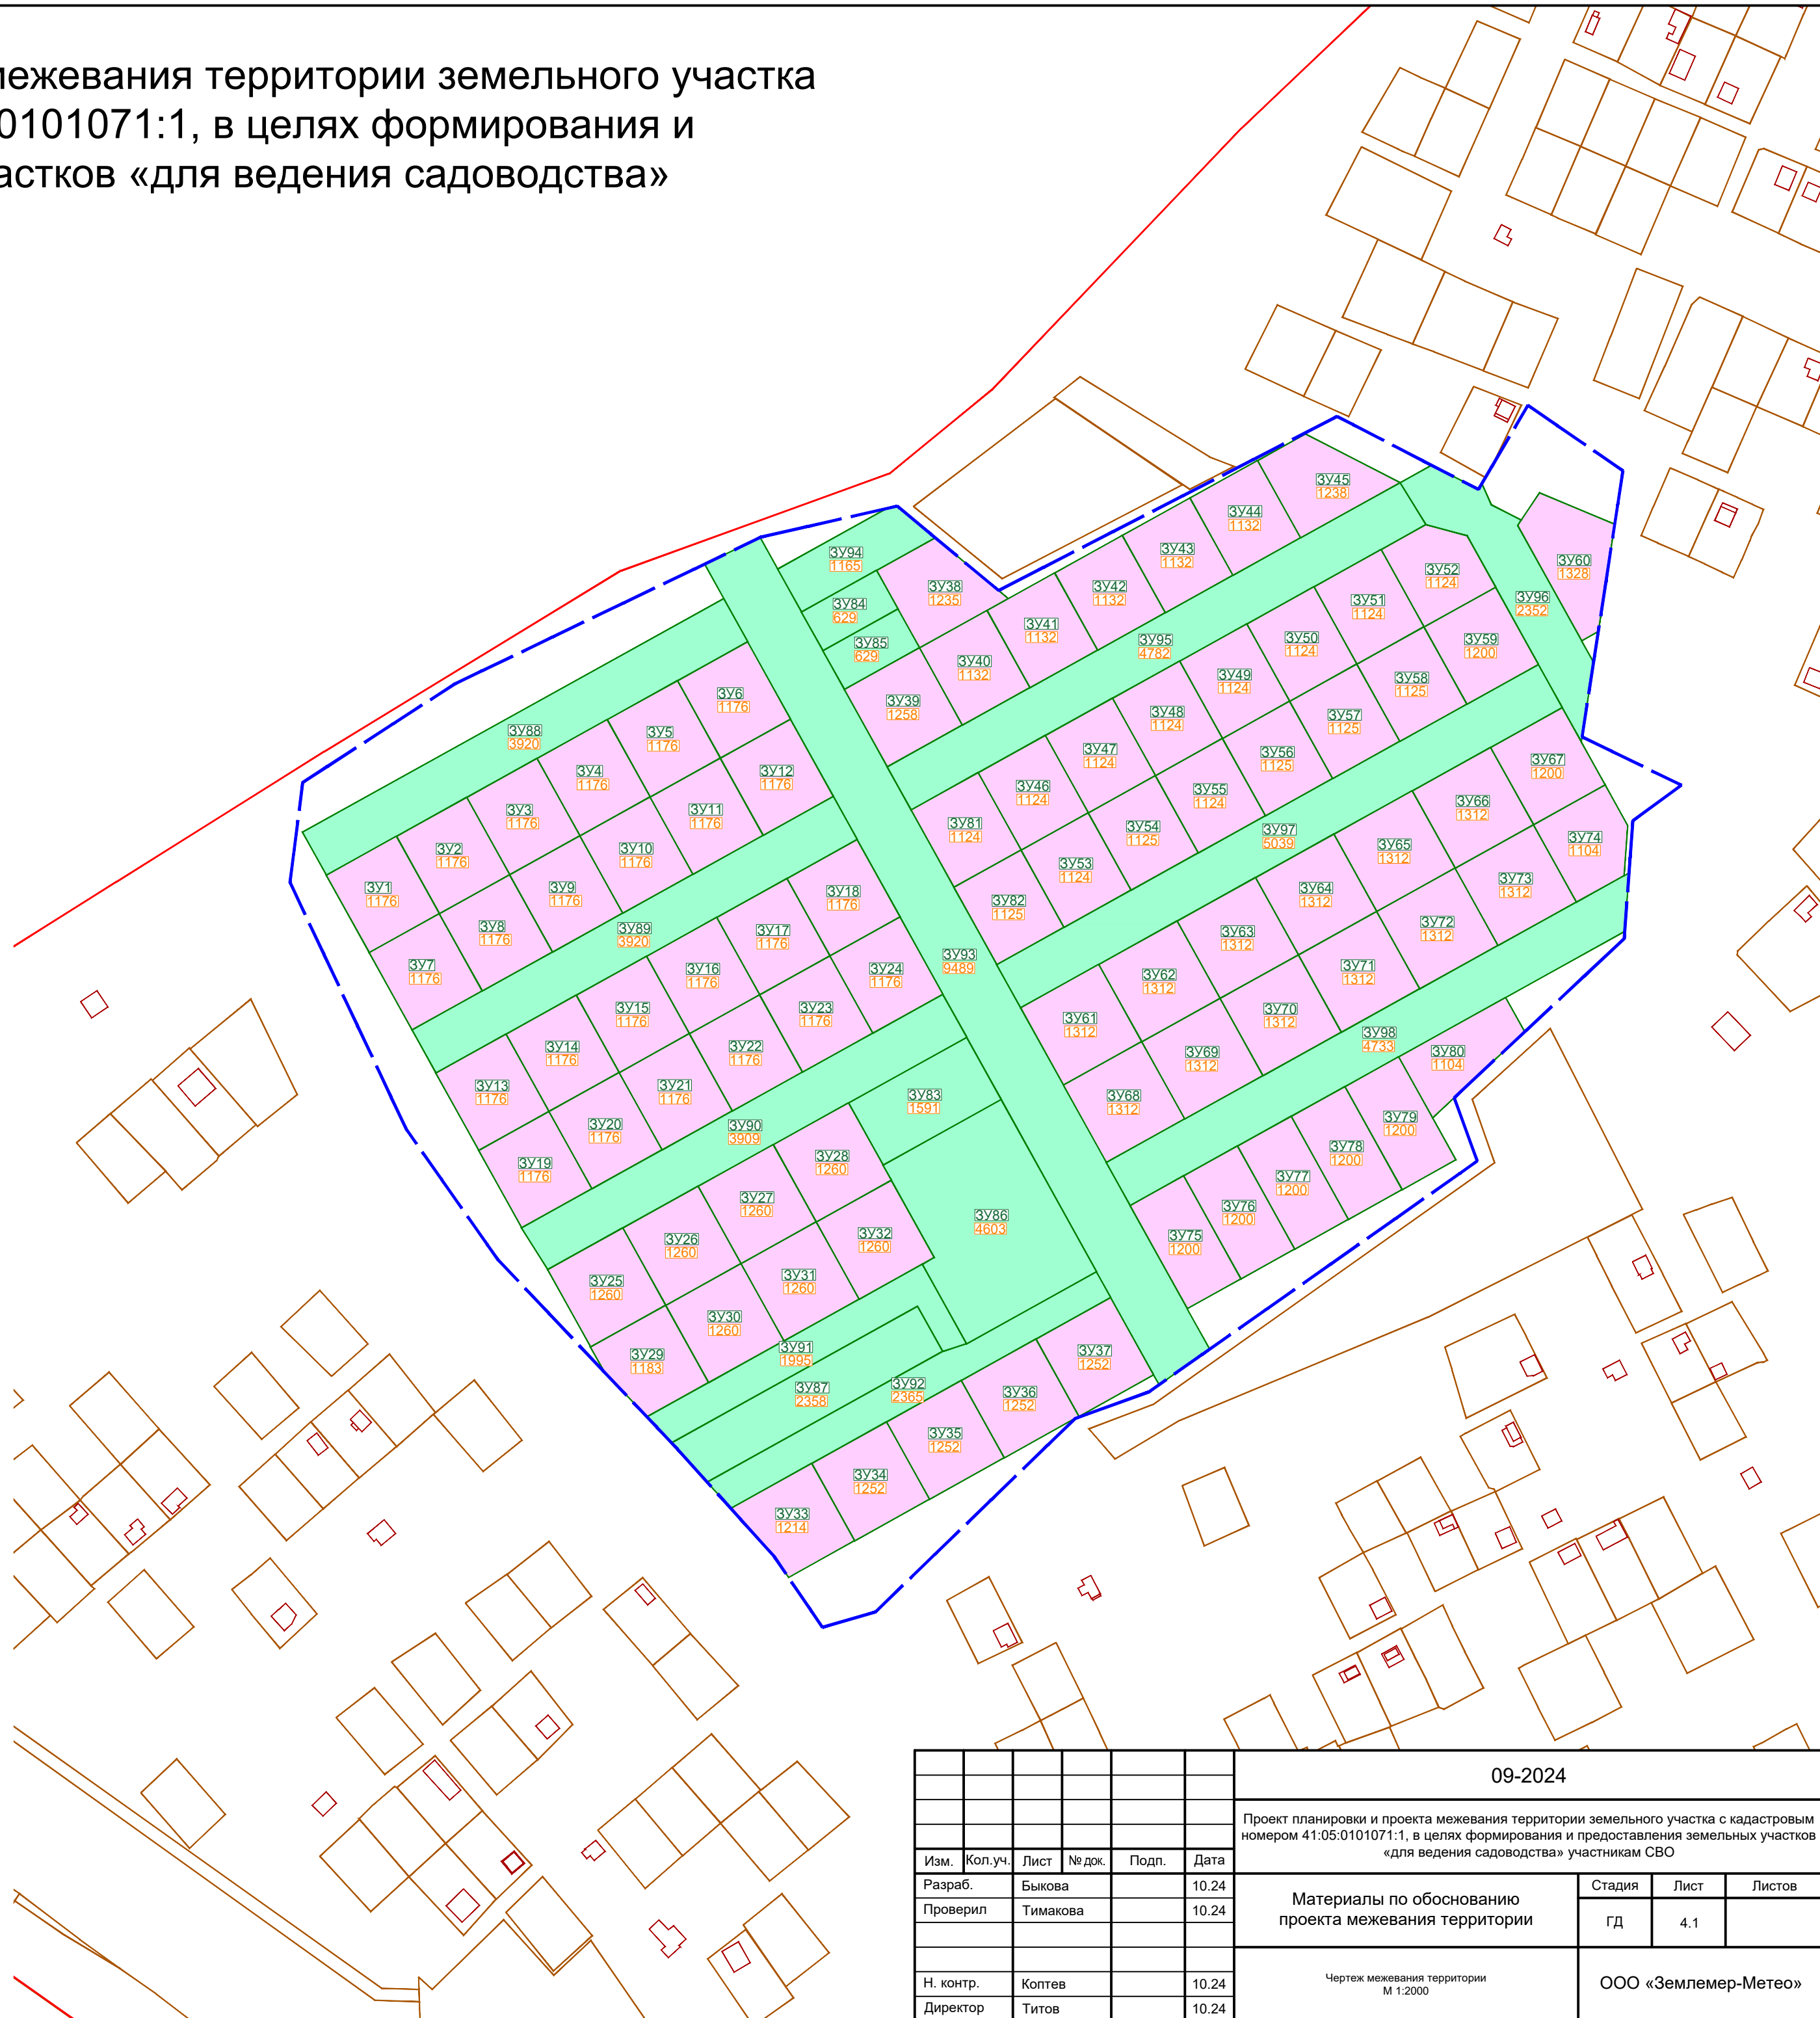 межевания территории земельного участка
0101071:1, в целях формирования и
астков «для ведения садоводства»
ЗУ45
1238
ЗУ44
1132
ЗУ94
1165
ЗУ43
1132
ЗУ60
1328
ЗУ52
1124
ЗУ38
1235
ЗУ42
1132
ЗУ84
629
ЗУ51
1124
ЗУ96
2352
ЗУ41
1132
ЗУ85
629
ЗУ95
4782
ЗУ50
1124
ЗУ59
1200
ЗУ40
1132
ЗУ49
1124
ЗУ58
1125
ЗУ6
1176
ЗУ39
1258
ЗУ48
1124
ЗУ57
1125
ЗУ88
3920
ЗУ5
1176
ЗУ47
1124
ЗУ56
1125
ЗУ67
1200
ЗУ4
1176
ЗУ12
1176
ЗУ46
1124
ЗУ55
1124
ЗУ66
1312
ЗУ3
1176
ЗУ11
1176
ЗУ81
1124
ЗУ54
1125
ЗУ97
5039
ЗУ74
1104
ЗУ2
1176
ЗУ10
1176
ЗУ65
1312
ЗУ53
1124
ЗУ73
1312
ЗУ1
1176
ЗУ9
1176
ЗУ18
1176
ЗУ64
1312
ЗУ82
1125
ЗУ72
1312
ЗУ8
1176
ЗУ89
3920
ЗУ17
1176
ЗУ63
1312
ЗУ93
9489
ЗУ7
1176
ЗУ16
1176
ЗУ24
1176
ЗУ62
1312
ЗУ71
1312
ЗУ15
1176
ЗУ23
1176
ЗУ61
1312
ЗУ70
1312
ЗУ98
4733
ЗУ14
1176
ЗУ22
1176
ЗУ69
1312
ЗУ80
1104
ЗУ13
1176
ЗУ21
1176
ЗУ83
1591
ЗУ68
1312
ЗУ79
1200
ЗУ20
1176
ЗУ90
3909
ЗУ78
1200
ЗУ19
1176
ЗУ28
1260
ЗУ77
1200
ЗУ27
1260
ЗУ86
4603
ЗУ76
1200
ЗУ26
1260
ЗУ32
1260
ЗУ75
1200
ЗУ25
1260
ЗУ31
1260
ЗУ30
1260
ЗУ29
1183
ЗУ91
1995
ЗУ37
1252
ЗУ87
2358
ЗУ92
2365
ЗУ36
1252
ЗУ35
1252
ЗУ34
1252
ЗУ33
1214
09-2024
Проект планировки и проекта межевания территории земельного участка с кадастровым
номером 41:05:0101071:1, в целях формирования и предоставления земельных участков
«для ведения садоводства» участникам СВО
Изм. Кол.уч. Лист № док. Подп. Дата
Разраб. Быкова 10.24
Проверил Тимакова 10.24
Н. контр. Коптев 10.24
Директор Титов 10.24
Материалы по обоснованию
проекта межевания территории
Стадия Лист Листов
ГД 4.1
Чертеж межевания территории
М 1:2000
ООО «Землемер-Метео»